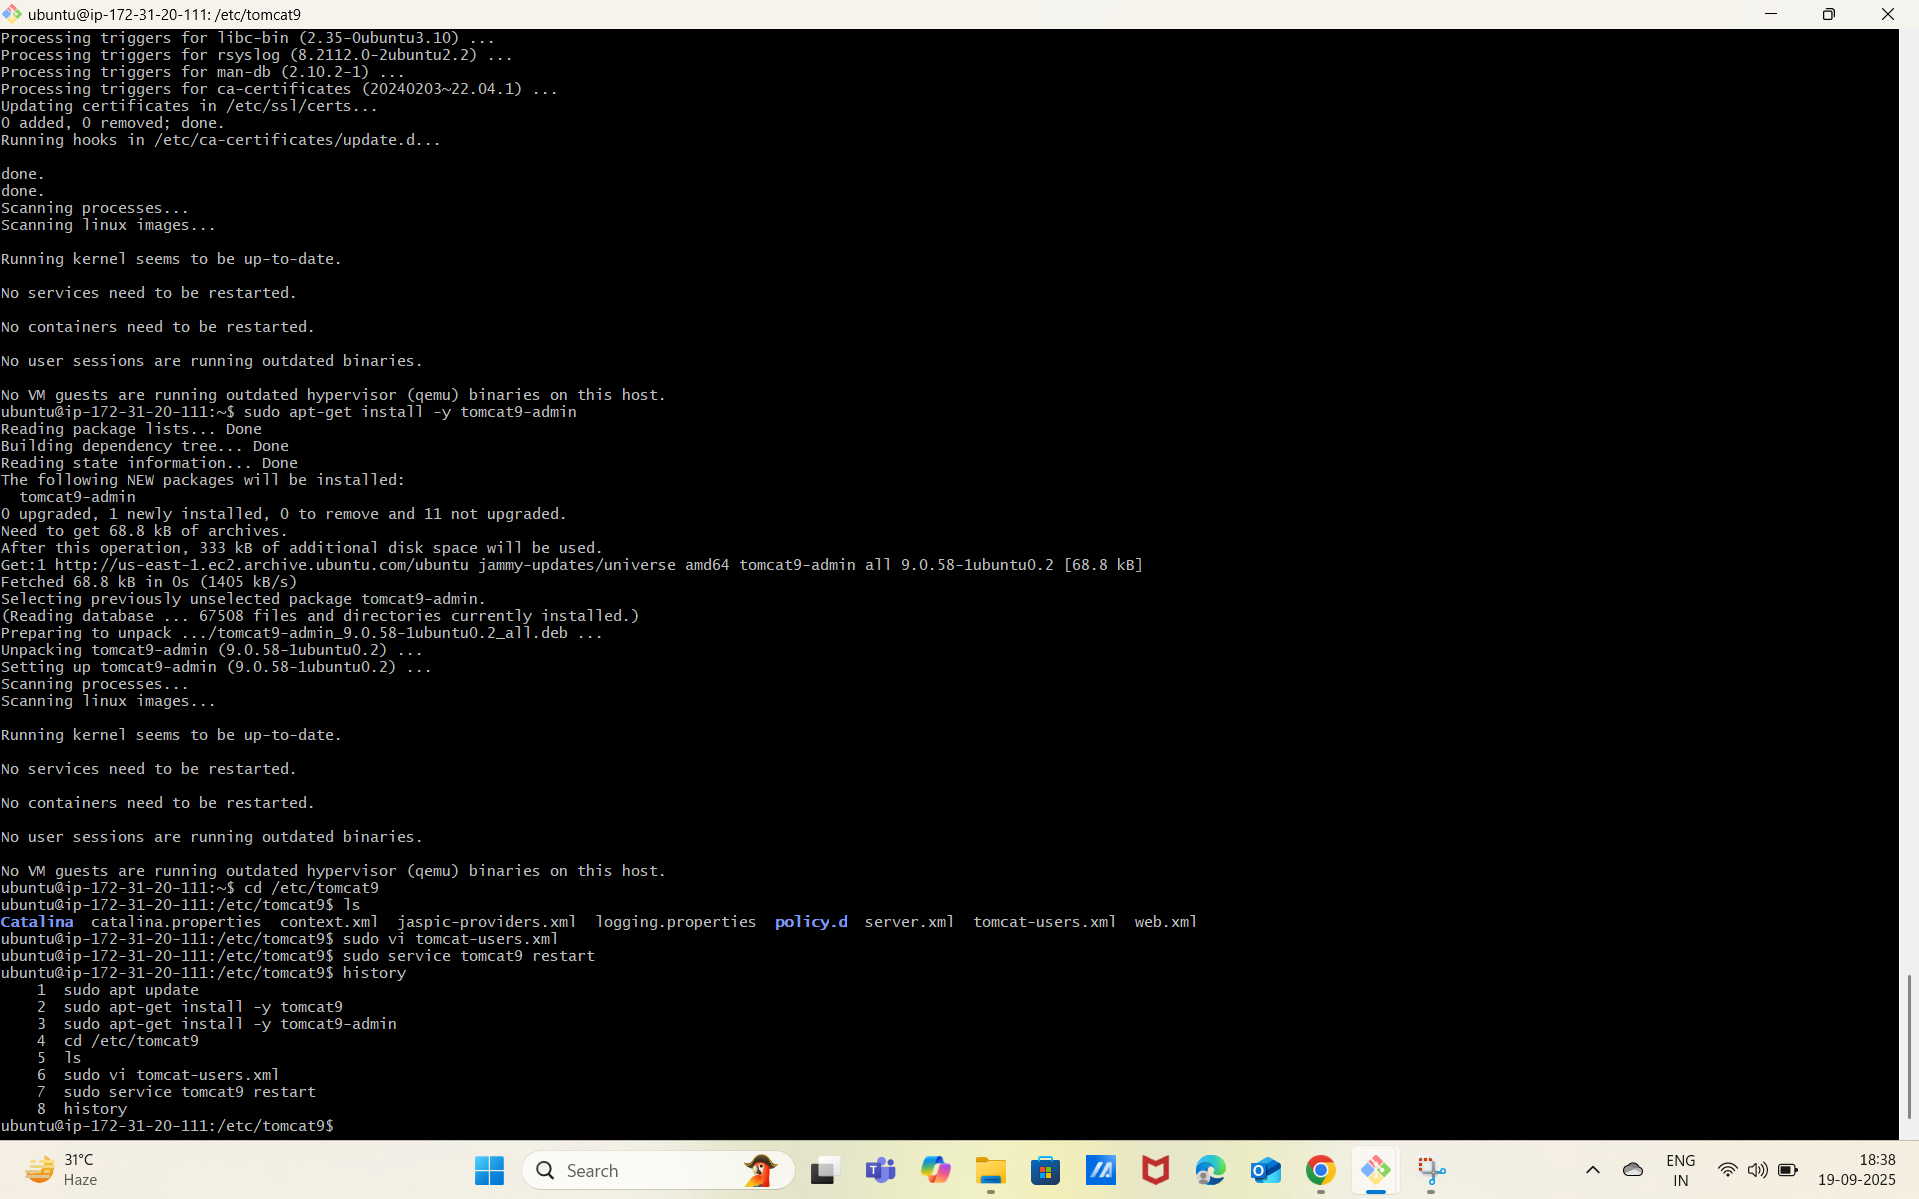 ubuntu@ip-172-31-20-111: /etc/tomcat9
Processing triggers for libc-bin (2.35-0ubuntu3.10) ...
Processing triggers for rsyslog (8.2112.0-2ubuntu2.2) ...
Processing triggers for man-db (2.10.2-1) ...
Processing triggers for ca-certificates (20240203~22.04.1) ...
Updating certificates in /etc/ssl/certs...
0 added, 0 removed; done.
Running hooks in /etc/ca-certificates/update.d...
done.
done.
Scanning processes...
Scanning linux images...
Running kernel seems to be up-to-date.
No services need to be restarted.
No containers need to be restarted.
No user sessions are running outdated binaries.
No VM guests are running outdated hypervisor (qemu) binaries on this host.
ubuntu@ip-172-31-20-111:~$ sudo apt-get install -y tomcat9-admin
Reading package lists... Done
Building dependency tree... Done
Reading state information... Done
The following NEW packages will be installed:
  tomcat9-admin
0 upgraded, 1 newly installed, 0 to remove and 11 not upgraded.
Need to get 68.8 kB of archives.
After this operation, 333 kB of additional disk space will be used.
Get:1 http://us-east-1.ec2.archive.ubuntu.com/ubuntu jammy-updates/universe amd64 tomcat9-admin all 9.0.58-1ubuntu0.2 [68.8 kB]
Fetched 68.8 kB in 0s (1405 kB/s)
Selecting previously unselected package tomcat9-admin.
(Reading database ... 67508 files and directories currently installed.)
Preparing to unpack .../tomcat9-admin_9.0.58-1ubuntu0.2_all.deb ...
Unpacking tomcat9-admin (9.0.58-1ubuntu0.2) ...
Setting up tomcat9-admin (9.0.58-1ubuntu0.2) ...
Scanning processes...
Scanning linux images...
Running kernel seems to be up-to-date.
No services need to be restarted.
No containers need to be restarted.
No user sessions are running outdated binaries.
No VM guests are running outdated hypervisor (qemu) binaries on this host.
ubuntu@ip-172-31-20-111:~$ cd /etc/tomcat9
ubuntu@ip-172-31-20-111:/etc/tomcat9$ ls
Catalina  catalina.properties  context.xml  jaspic-providers.xml  logging.properties  policy.d  server.xml  tomcat-users.xml  web.xml
ubuntu@ip-172-31-20-111:/etc/tomcat9$ sudo vi tomcat-users.xml
ubuntu@ip-172-31-20-111:/etc/tomcat9$ sudo service tomcat9 restart
ubuntu@ip-172-31-20-111:/etc/tomcat9$ history
    1  sudo apt update
    2  sudo apt-get install -y tomcat9
    3  sudo apt-get install -y tomcat9-admin
    4  cd /etc/tomcat9
    5  ls
    6  sudo vi tomcat-users.xml
    7  sudo service tomcat9 restart
    8  history
ubuntu@ip-172-31-20-111:/etc/tomcat9$
31°C
Haze
Search
ENG
IN
18:38
19-09-2025